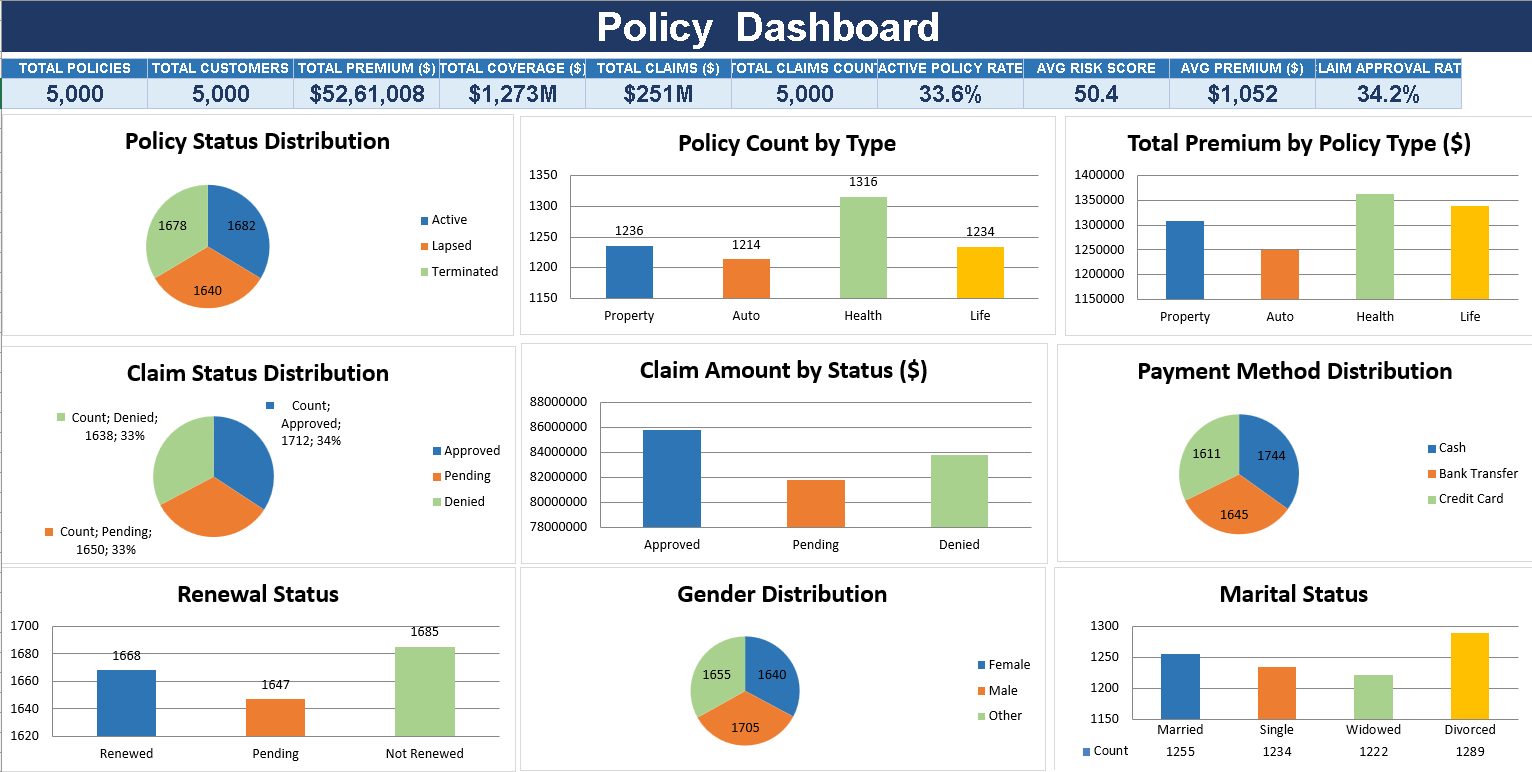 Policy  Dashboard
TOTAL POLICIES
5,000
TOTAL CUSTOMERS
5,000
TOTAL PREMIUM ($)
$52,61,008
TOTAL COVERAGE ($)
$1,273M
TOTAL CLAIMS ($)
$251M
TOTAL CLAIMS COUNT
5,000
ACTIVE POLICY RATE
33.6%
AVG RISK SCORE
50.4
AVG PREMIUM ($)
$1,052
CLAIM APPROVAL RAT
34.2%
Policy Status Distribution
1678
1682
1640
Active
Lapsed
Terminated
Policy Count by Type
1350
1300
1250
1200
1150
1236
1214
1316
1234
Property
Auto
Health
Life
Total Premium by Policy Type ($)
1400000
1350000
1300000
1250000
1200000
1150000
Property
Auto
Health
Life
Claim Status Distribution
Count; Denied;
1638; 33%
Count;
Approved;
1712; 34%
Count; Pending;
1650; 33%
Approved
Pending
Denied
Claim Amount by Status ($)
88000000
86000000
84000000
82000000
80000000
78000000
Approved
Pending
Denied
Payment Method Distribution
1611
1744
1645
Cash
Bank Transfer
Credit Card
Renewal Status
1700
1680
1660
1640
1620
1668
1647
1685
Renewed
Pending
Not Renewed
Gender Distribution
1655
1640
1705
Female
Male
Other
Marital Status
1300
1250
1200
1150
Married
Single
Widowed
Divorced
Count
1255
1234
1222
1289